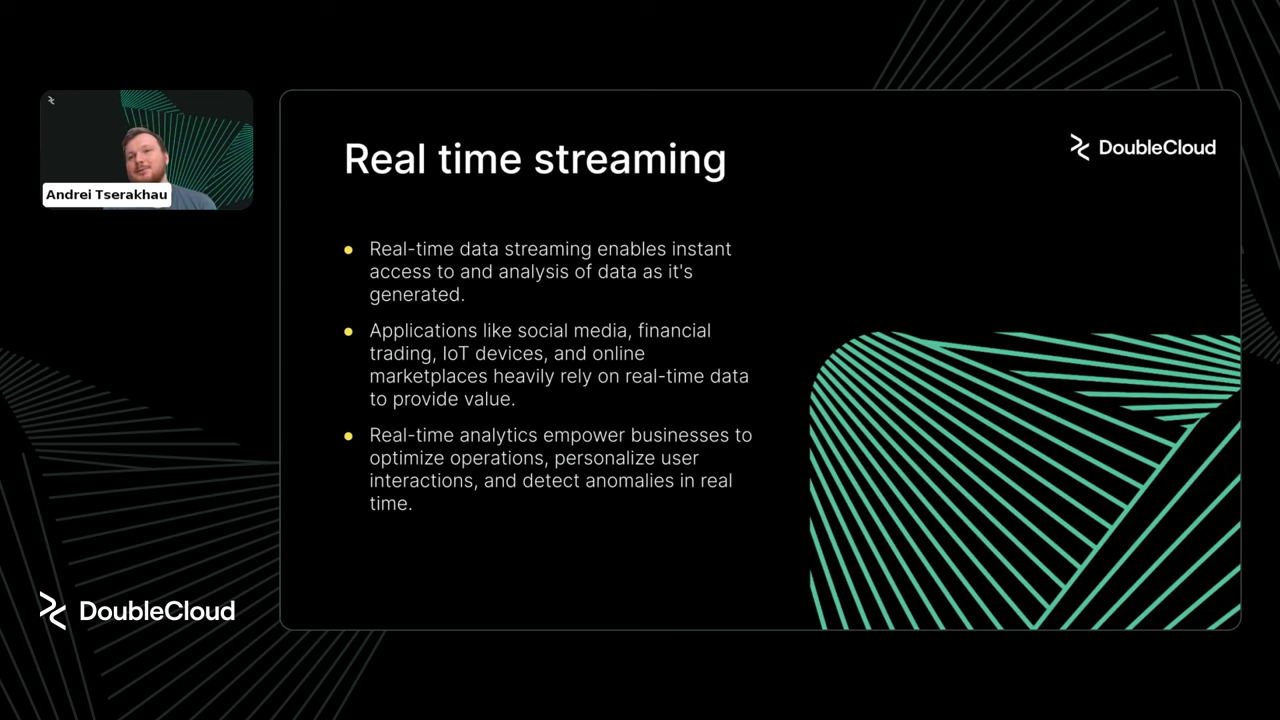 Andrei Tserakhau
DoubleCloud
Real time streaming
DoubleCloud
Real-time data streaming enables instant
access to and analysis of data as it's
generated.
Applications like social media, financial
trading, IoT devices, and online
marketplaces heavily rely on real-time data
to provide value.
Real-time analytics empower businesses to
optimize operations, personalize user
interactions, and detect anomalies in real
time.